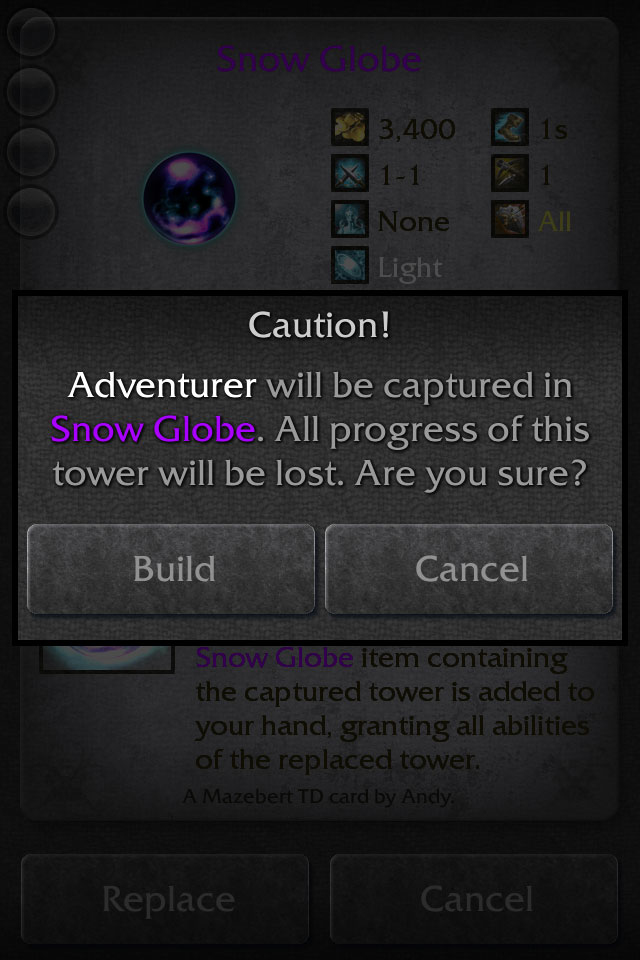 Snow Globe
3,400 1s
1-1 1
None All
Light
Caution!
Adventurer will be captured in
Snow Globe. All progress of this
tower will be lost. Are you sure?
Build Cancel
Snow Globe item containing
the captured tower is added to
your hand, granting all abilities
of the replaced tower.
A Mazebert TD card by Andy.
Replace Cancel